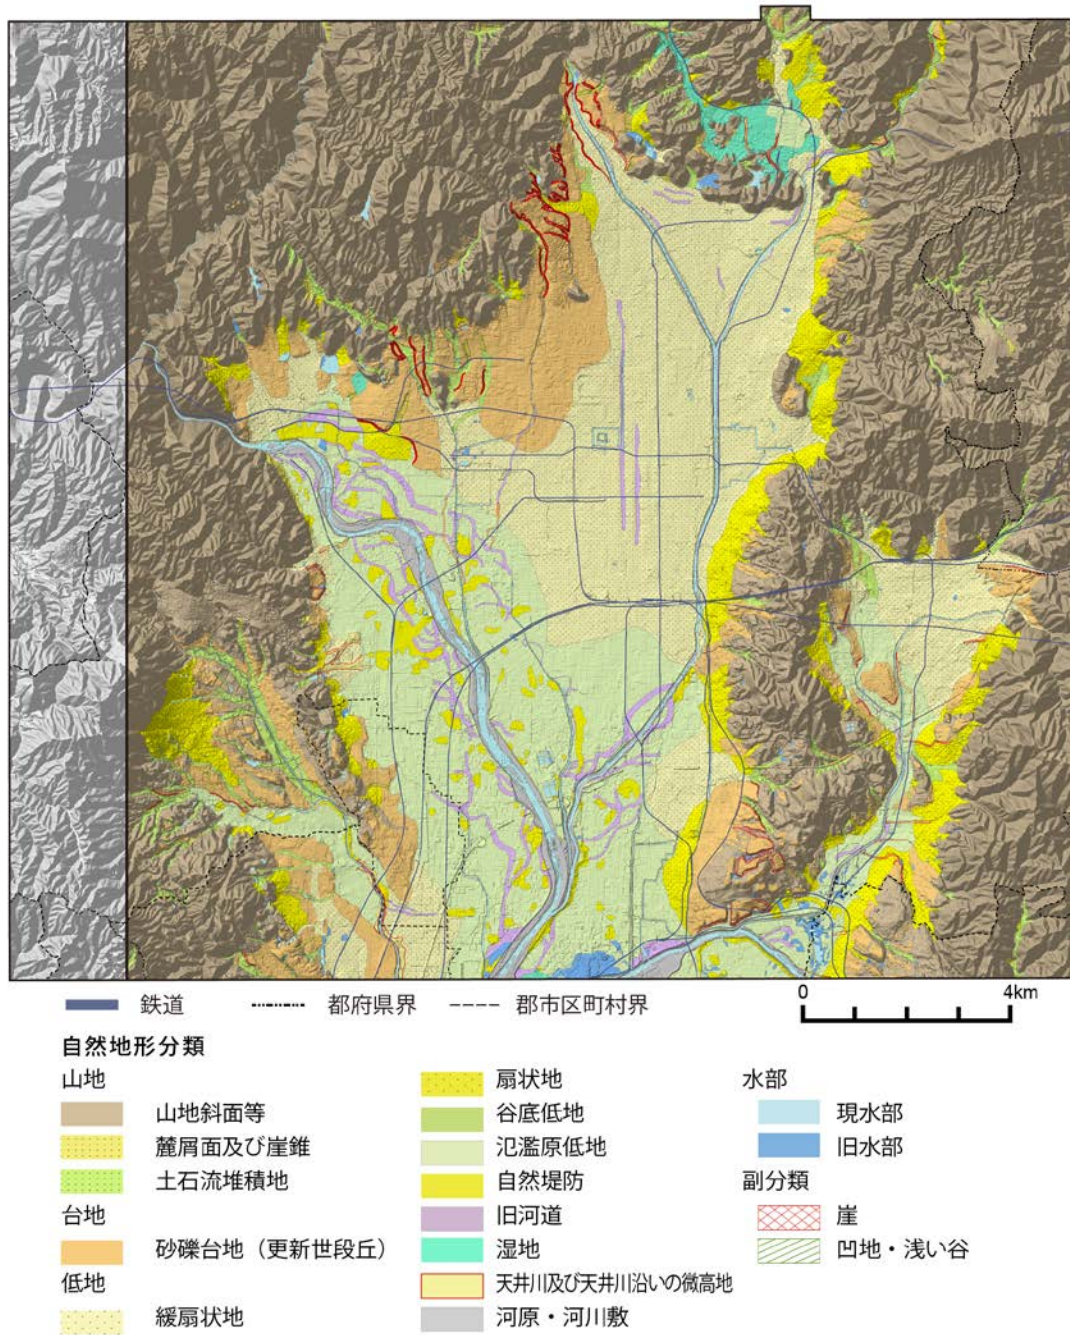 鉄道 都府県界 郡市区町村界
0 4km
自然地形分類
山地
山地斜面等
麓屑面及び崖錐
土石流堆積地
台地
砂礫台地（更新世段丘）
低地
緩扇状地
扇状地
谷底低地
氾濫原低地
自然堤防
旧河道
湿地
天井川及び天井川沿いの微高地
河原・河川敷
水部
現水部
旧水部
副分類
崖
凹地・浅い谷